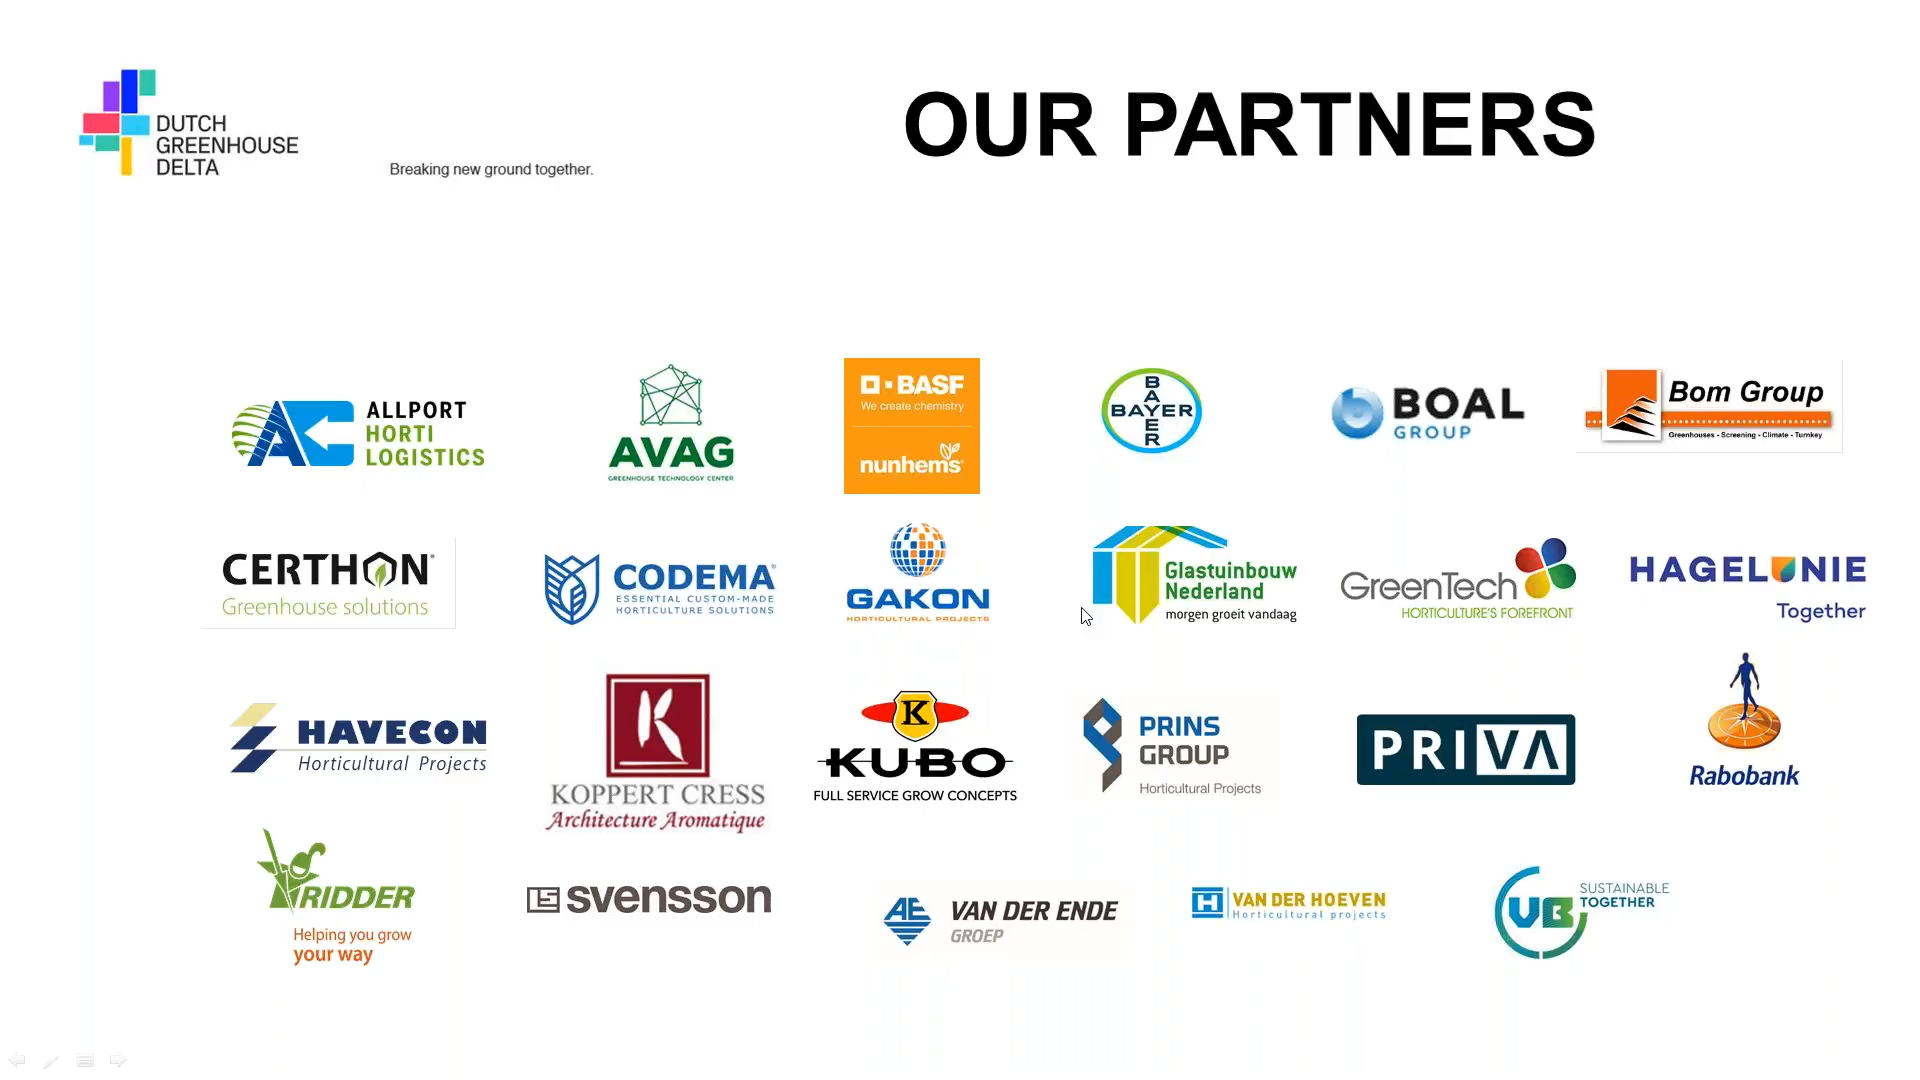 DUTCH
GREENHOUSE
DELTA
Breaking new ground together.
OUR PARTNERS
AC
ALLPORT
HORTI
LOGISTICS
AVAG
GREENHOUSE TECHNOLOGY CENTER
BASF
We create chemistry
nunhems
BAYER
BAYER
BOAL
GROUP
Bom Group
Greenhouses - Screening - Climate - Turnkey
CERTHON®
Greenhouse solutions
CODEMA®
ESSENTIAL CUSTOM-MADE
HORTICULTURE SOLUTIONS
GAKON
HORTICULTURAL PROJECTS
Glastuinbouw
Nederland
morgen groeit vandaag
GreenTech
HORTICULTURE'S FOREFRONT
HAGELUNIE
Together
HAVECON
Horticultural Projects
K
KOPPERT CRESS
Architecture Aromatique
K
KUBO
FULL SERVICE GROW CONCEPTS
PRINS
GROUP
Horticultural Projects
PRIVA
Rabobank
RIDDER
Helping you grow
your way
LS svensson
AE
VAN DER ENDE
GROEP
H
VAN DER HOEVEN
Horticultural projects
VB
SUSTAINABLE
TOGETHER